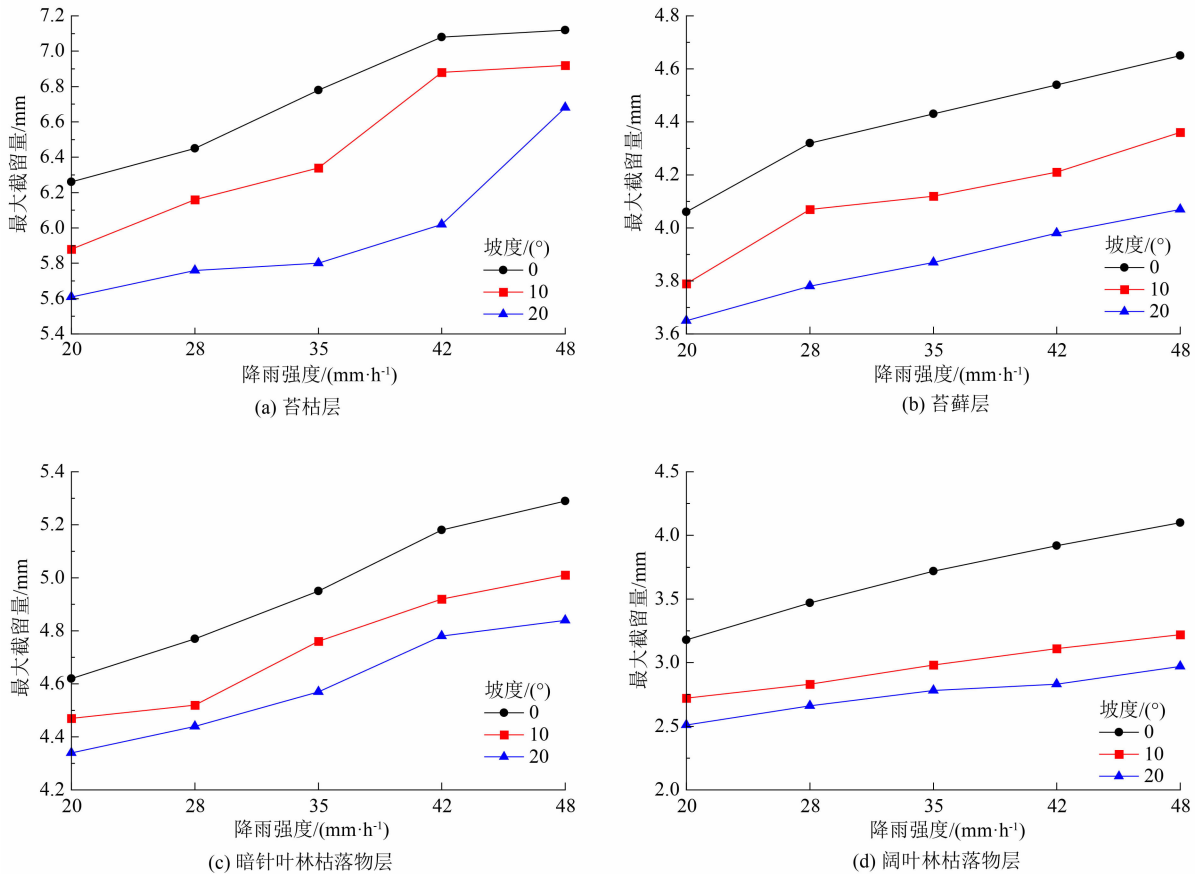 7.2
7.0
6.8
6.6
6.4
6.2
6.0
5.8
5.6
5.4
最大截留量/mm
坡度/(°)
0
10
20
20 28 35 42 48
降雨强度/(mm·h-1)
(a) 苔枯层
4.8
4.6
4.4
4.2
4.0
3.8
3.6
最大截留量/mm
坡度/(°)
0
10
20
20 28 35 42 48
降雨强度/(mm·h-1)
(b) 苔藓层
5.4
5.2
5.0
4.8
4.6
4.4
4.2
最大截留量/mm
坡度/(°)
0
10
20
20 28 35 42 48
降雨强度/(mm·h-1)
(c) 暗针叶林枯落物层
4.5
4.0
3.5
3.0
2.5
2.0
最大截留量/mm
坡度/(°)
0
10
20
20 28 35 42 48
降雨强度/(mm·h-1)
(d) 阔叶林枯落物层